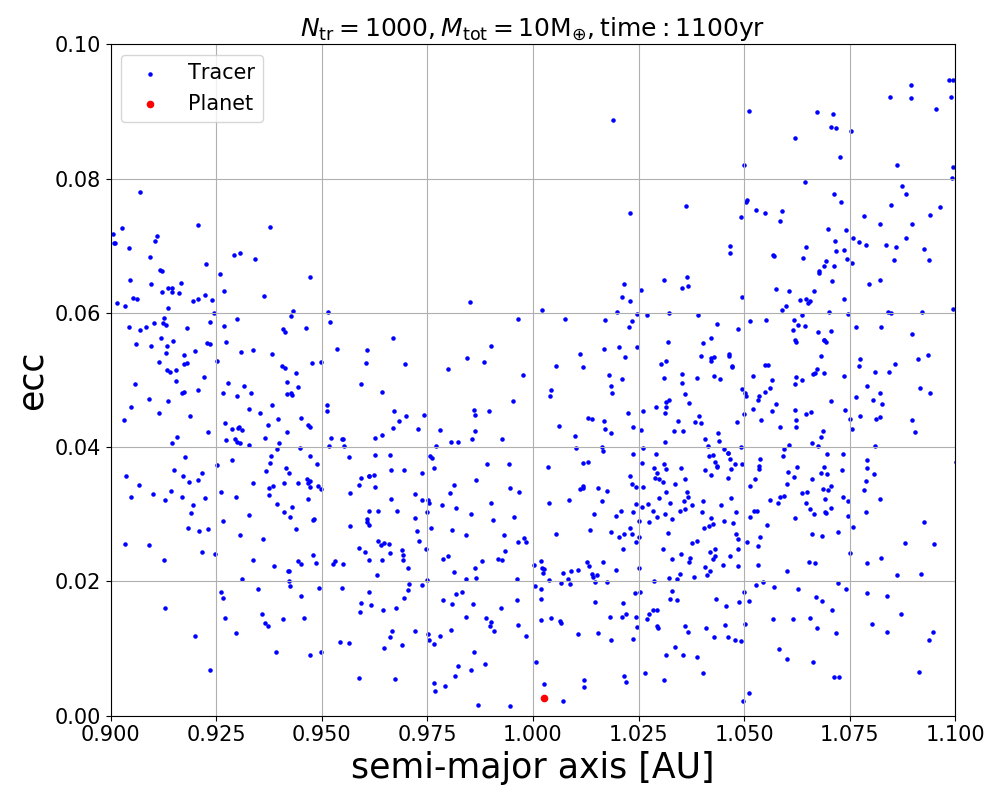 N_tr = 1000, M_tot = 10M_⊕, time : 1100yr
Tracer
Planet
ecc
0.10
0.08
0.06
0.04
0.02
0.00
0.900 0.925 0.950 0.975 1.000 1.025 1.050 1.075 1.100
semi-major axis [AU]